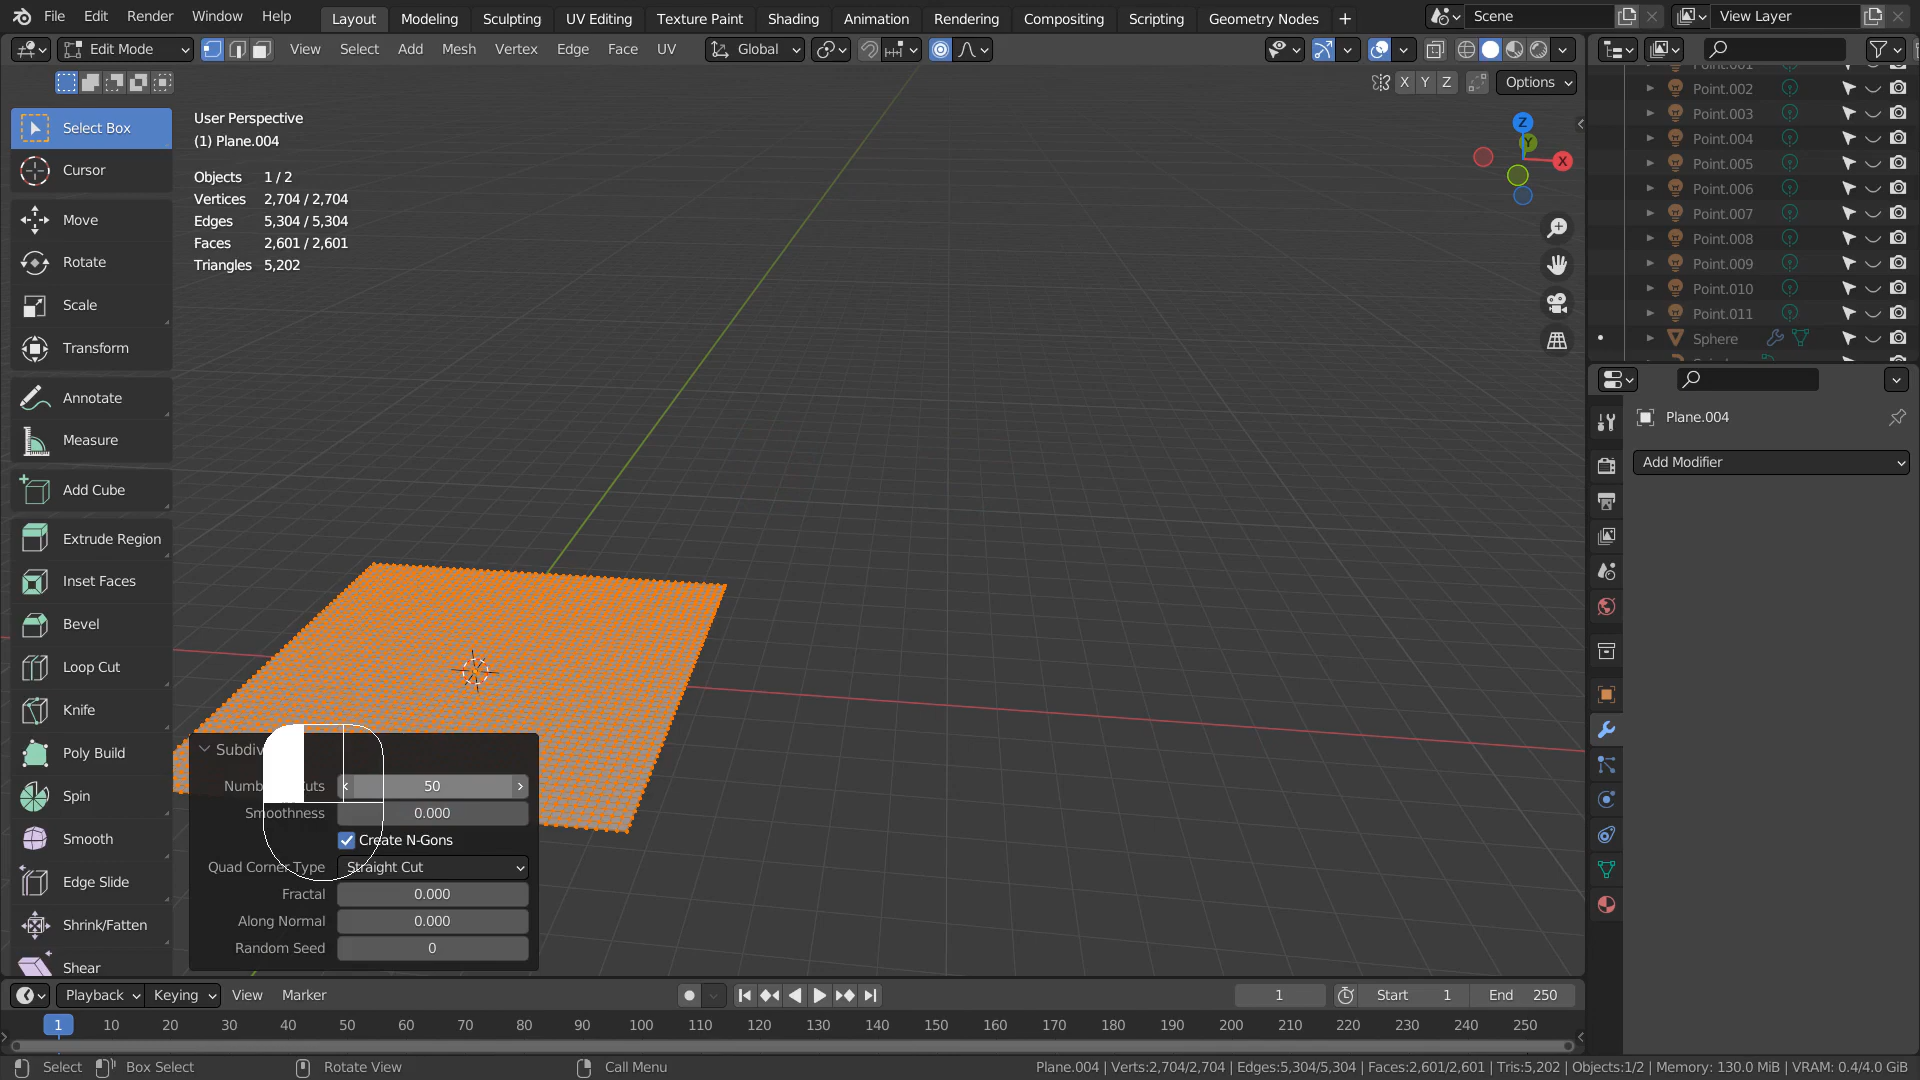 File Edit Render Window Help Layout Modeling Sculpting UV Editing Texture Paint Shading Animation Rendering Compositing Scripting Geometry Nodes + Scene View Layer
Edit Mode View Select Add Mesh Vertex Edge Face UV Global
X Y Z Options
Select Box
Cursor
Move
Rotate
Scale
Transform
Annotate
Measure
Add Cube
Extrude Region
Inset Faces
Bevel
Loop Cut
Knife
Poly Build
Spin
Smooth
Edge Slide
Shrink/Fatten
Shear
User Perspective
(1) Plane.004
Objects 1 / 2
Vertices 2,704 / 2,704
Edges 5,304 / 5,304
Faces 2,601 / 2,601
Triangles 5,202
Z
Y
X
50
Smoothness 0.000
Create N-Gons
Quad Corner Type Straight Cut
Fractal 0.000
Along Normal 0.000
Random Seed 0
Point.001
Point.002
Point.003
Point.004
Point.005
Point.006
Point.007
Point.008
Point.009
Point.010
Point.011
Sphere
Plane.004
Add Modifier
Playback Keying View Marker 1 Start 1 End 250
1 10 20 30 40 50 60 70 80 90 100 110 120 130 140 150 160 170 180 190 200 210 220 230 240 250
Select Box Select Rotate View Call Menu Plane.004 | Verts:2,704/2,704 | Edges:5,304/5,304 | Faces:2,601/2,601 | Tris:5,202 | Objects:1/2 | Memory: 130.0 MiB | VRAM: 0.4/4.0 GiB